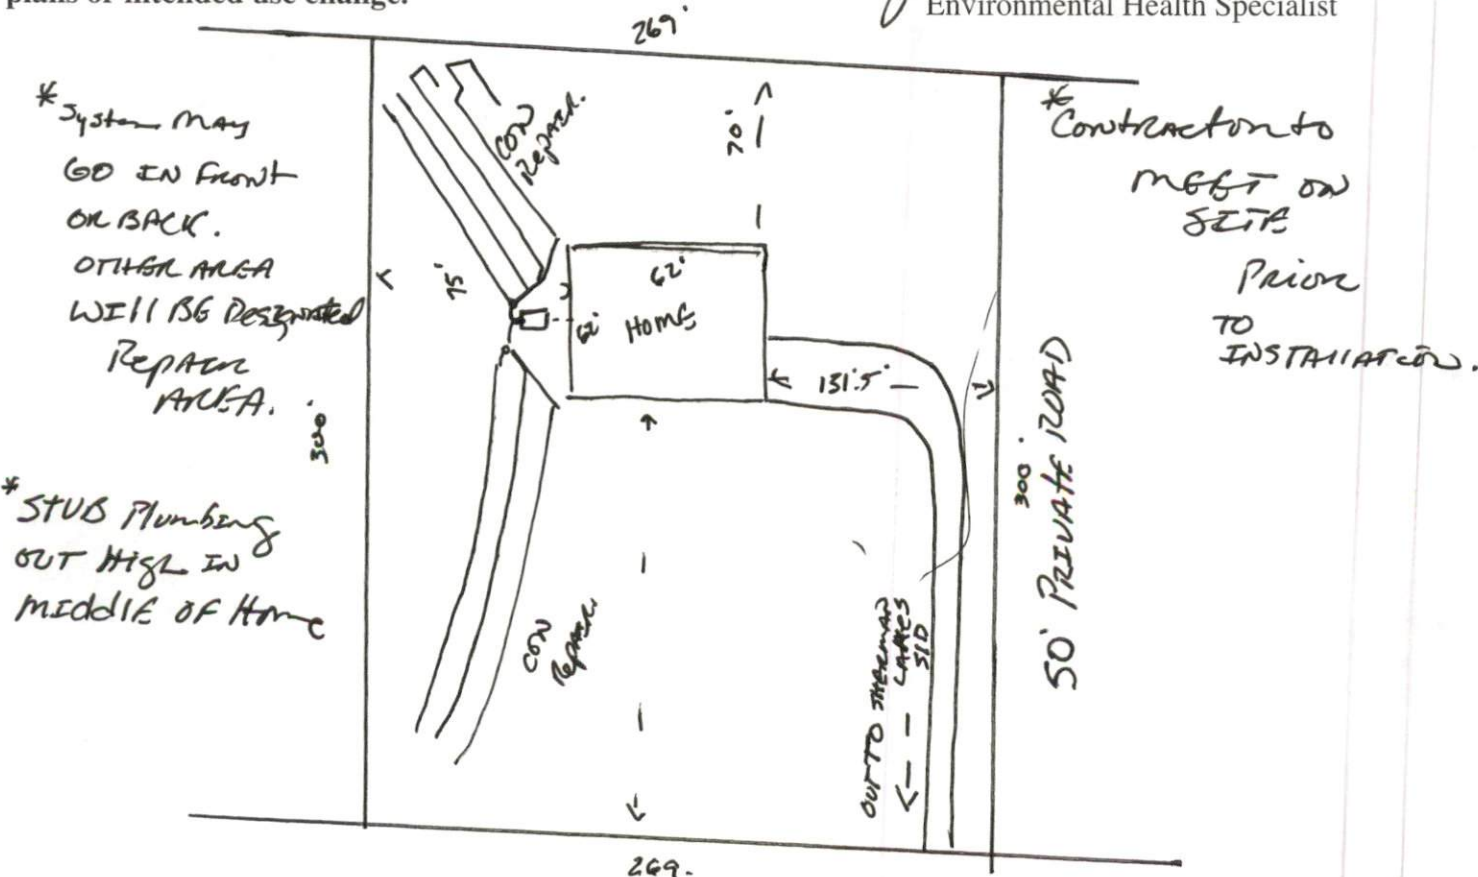 plans or intended use change.
Environmental Health Specialist
269'
*System MAy
GO IN FRONT
OR BACK.
OTHER AREA
WILL BE Designated
Repair
AREA.
*Contractor to
MEET ON
SITE
Prior
TO
INSTALLATION.
CON
Repair.
70'
75'
62'
HOME
62'
131.5'
300'
300'
50' PRIVATE ROAD
*STUB Plumbing
OUT High IN
MIDDLE OF Home
CON
Repair.
OUT TO SHERMAN
LAKES
S/D
269.